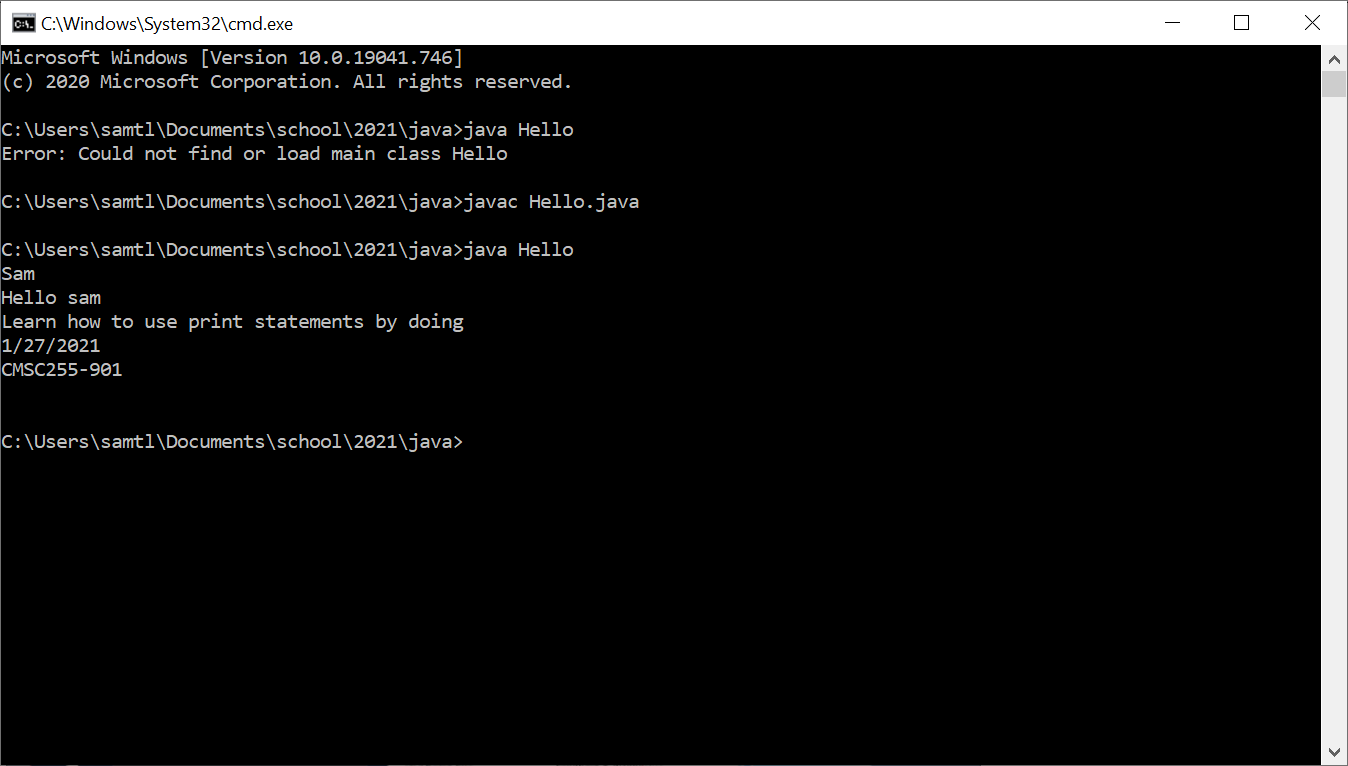 C:\Windows\System32\cmd.exe
Microsoft Windows [Version 10.0.19041.746]
(c) 2020 Microsoft Corporation. All rights reserved.
C:\Users\samtl\Documents\school\2021\java>java Hello
Error: Could not find or load main class Hello
C:\Users\samtl\Documents\school\2021\java>javac Hello.java
C:\Users\samtl\Documents\school\2021\java>java Hello
Sam
Hello sam
Learn how to use print statements by doing
1/27/2021
CMSC255-901
C:\Users\samtl\Documents\school\2021\java>